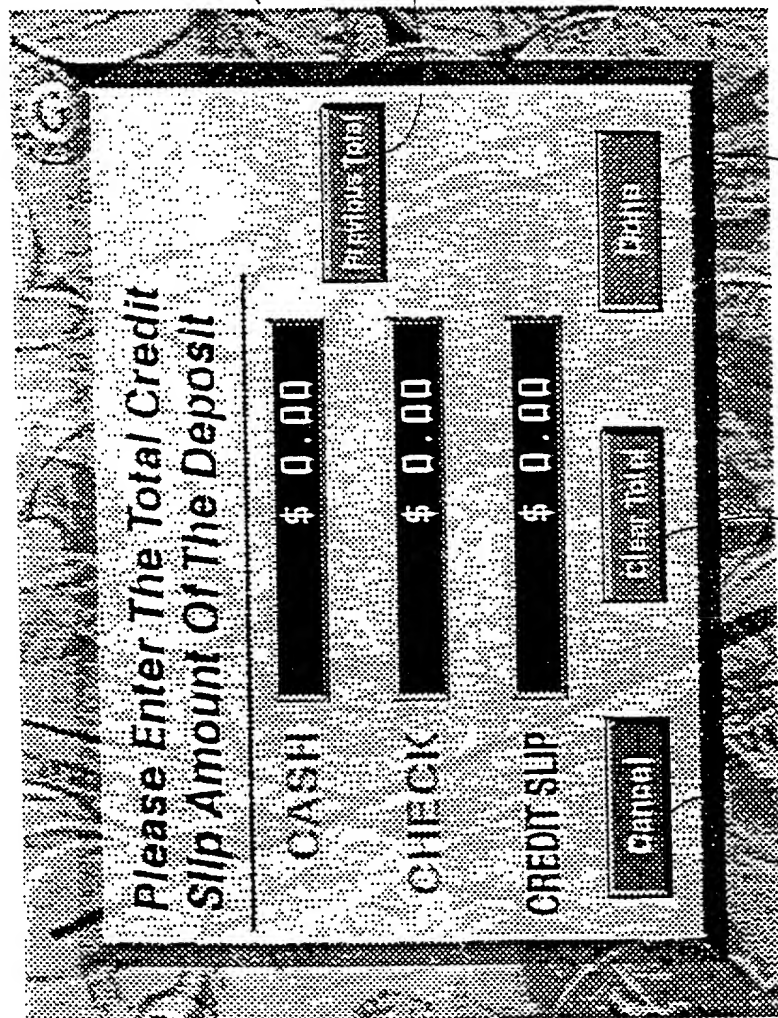 Please Enter The Total Credit
Slip Amount Of The Deposit
CASH $ 0.00
Previous Total
CHECK $ 0.00
CREDIT SLIP $ 0.00
Cancel
Clear Total
Done